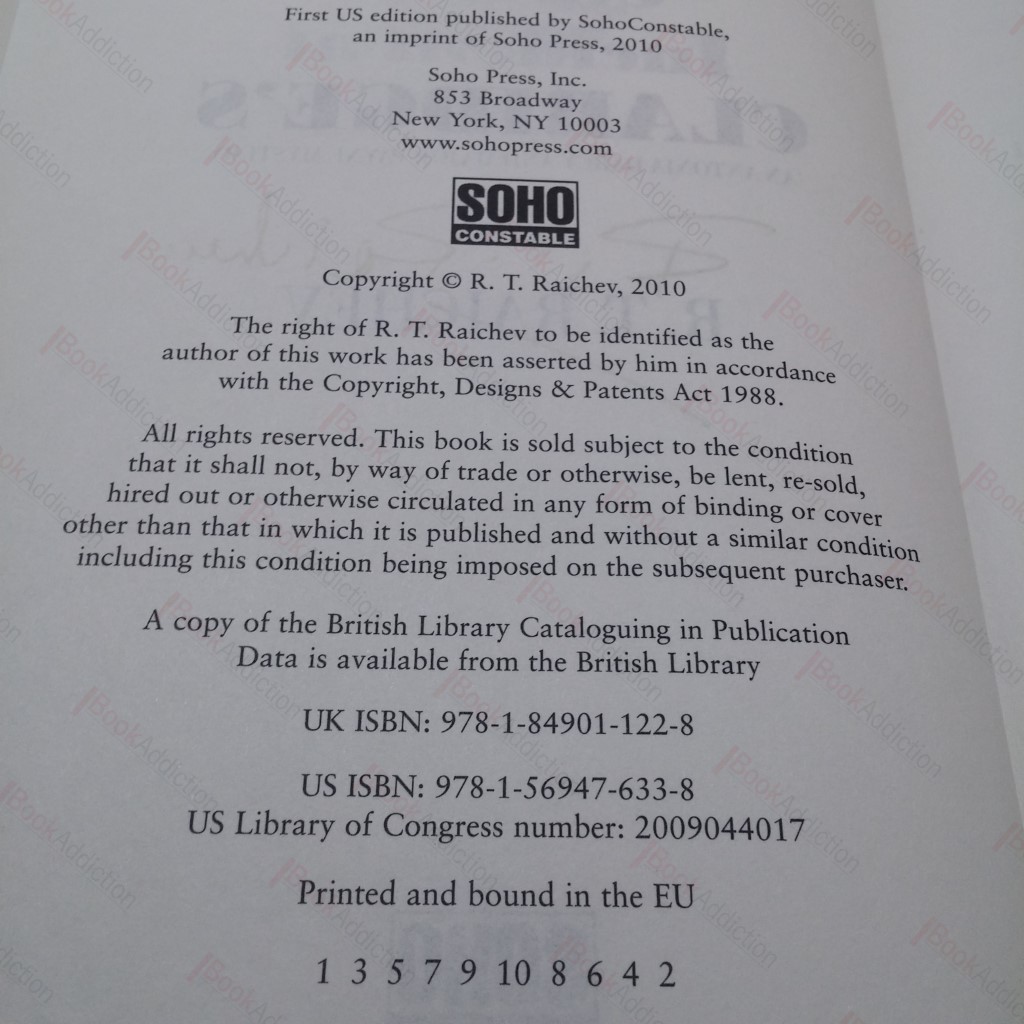 First US edition published by SohoConstable,
an imprint of Soho Press, 2010
Soho Press, Inc.
853 Broadway
New York, NY 10003
www.sohopress.com
SOHO
CONSTABLE
Copyright © R. T. Raichev, 2010
The right of R. T. Raichev to be identified as the
author of this work has been asserted by him in accordance
with the Copyright, Designs & Patents Act 1988.
All rights reserved. This book is sold subject to the condition
that it shall not, by way of trade or otherwise, be lent, re-sold,
hired out or otherwise circulated in any form of binding or cover
other than that in which it is published and without a similar condition
including this condition being imposed on the subsequent purchaser.
A copy of the British Library Cataloguing in Publication
Data is available from the British Library
UK ISBN: 978-1-84901-122-8
US ISBN: 978-1-56947-633-8
US Library of Congress number: 2009044017
Printed and bound in the EU
1 3 5 7 9 10 8 6 4 2
BookAddiction